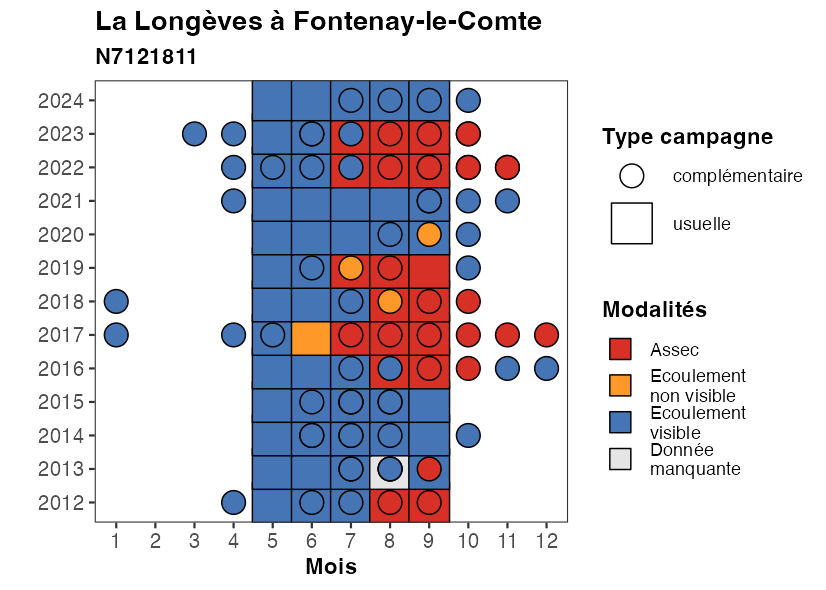 La Longèves à Fontenay-le-Comte
N7121811
2024
2023
2022
2021
2020
2019
2018
2017
2016
2015
2014
2013
2012
1 2 3 4 5 6 7 8 9 10 11 12
Mois
Type campagne
complémentaire
usuelle
Modalités
Assec
Ecoulement
non visible
Ecoulement
visible
Donnée
manquante